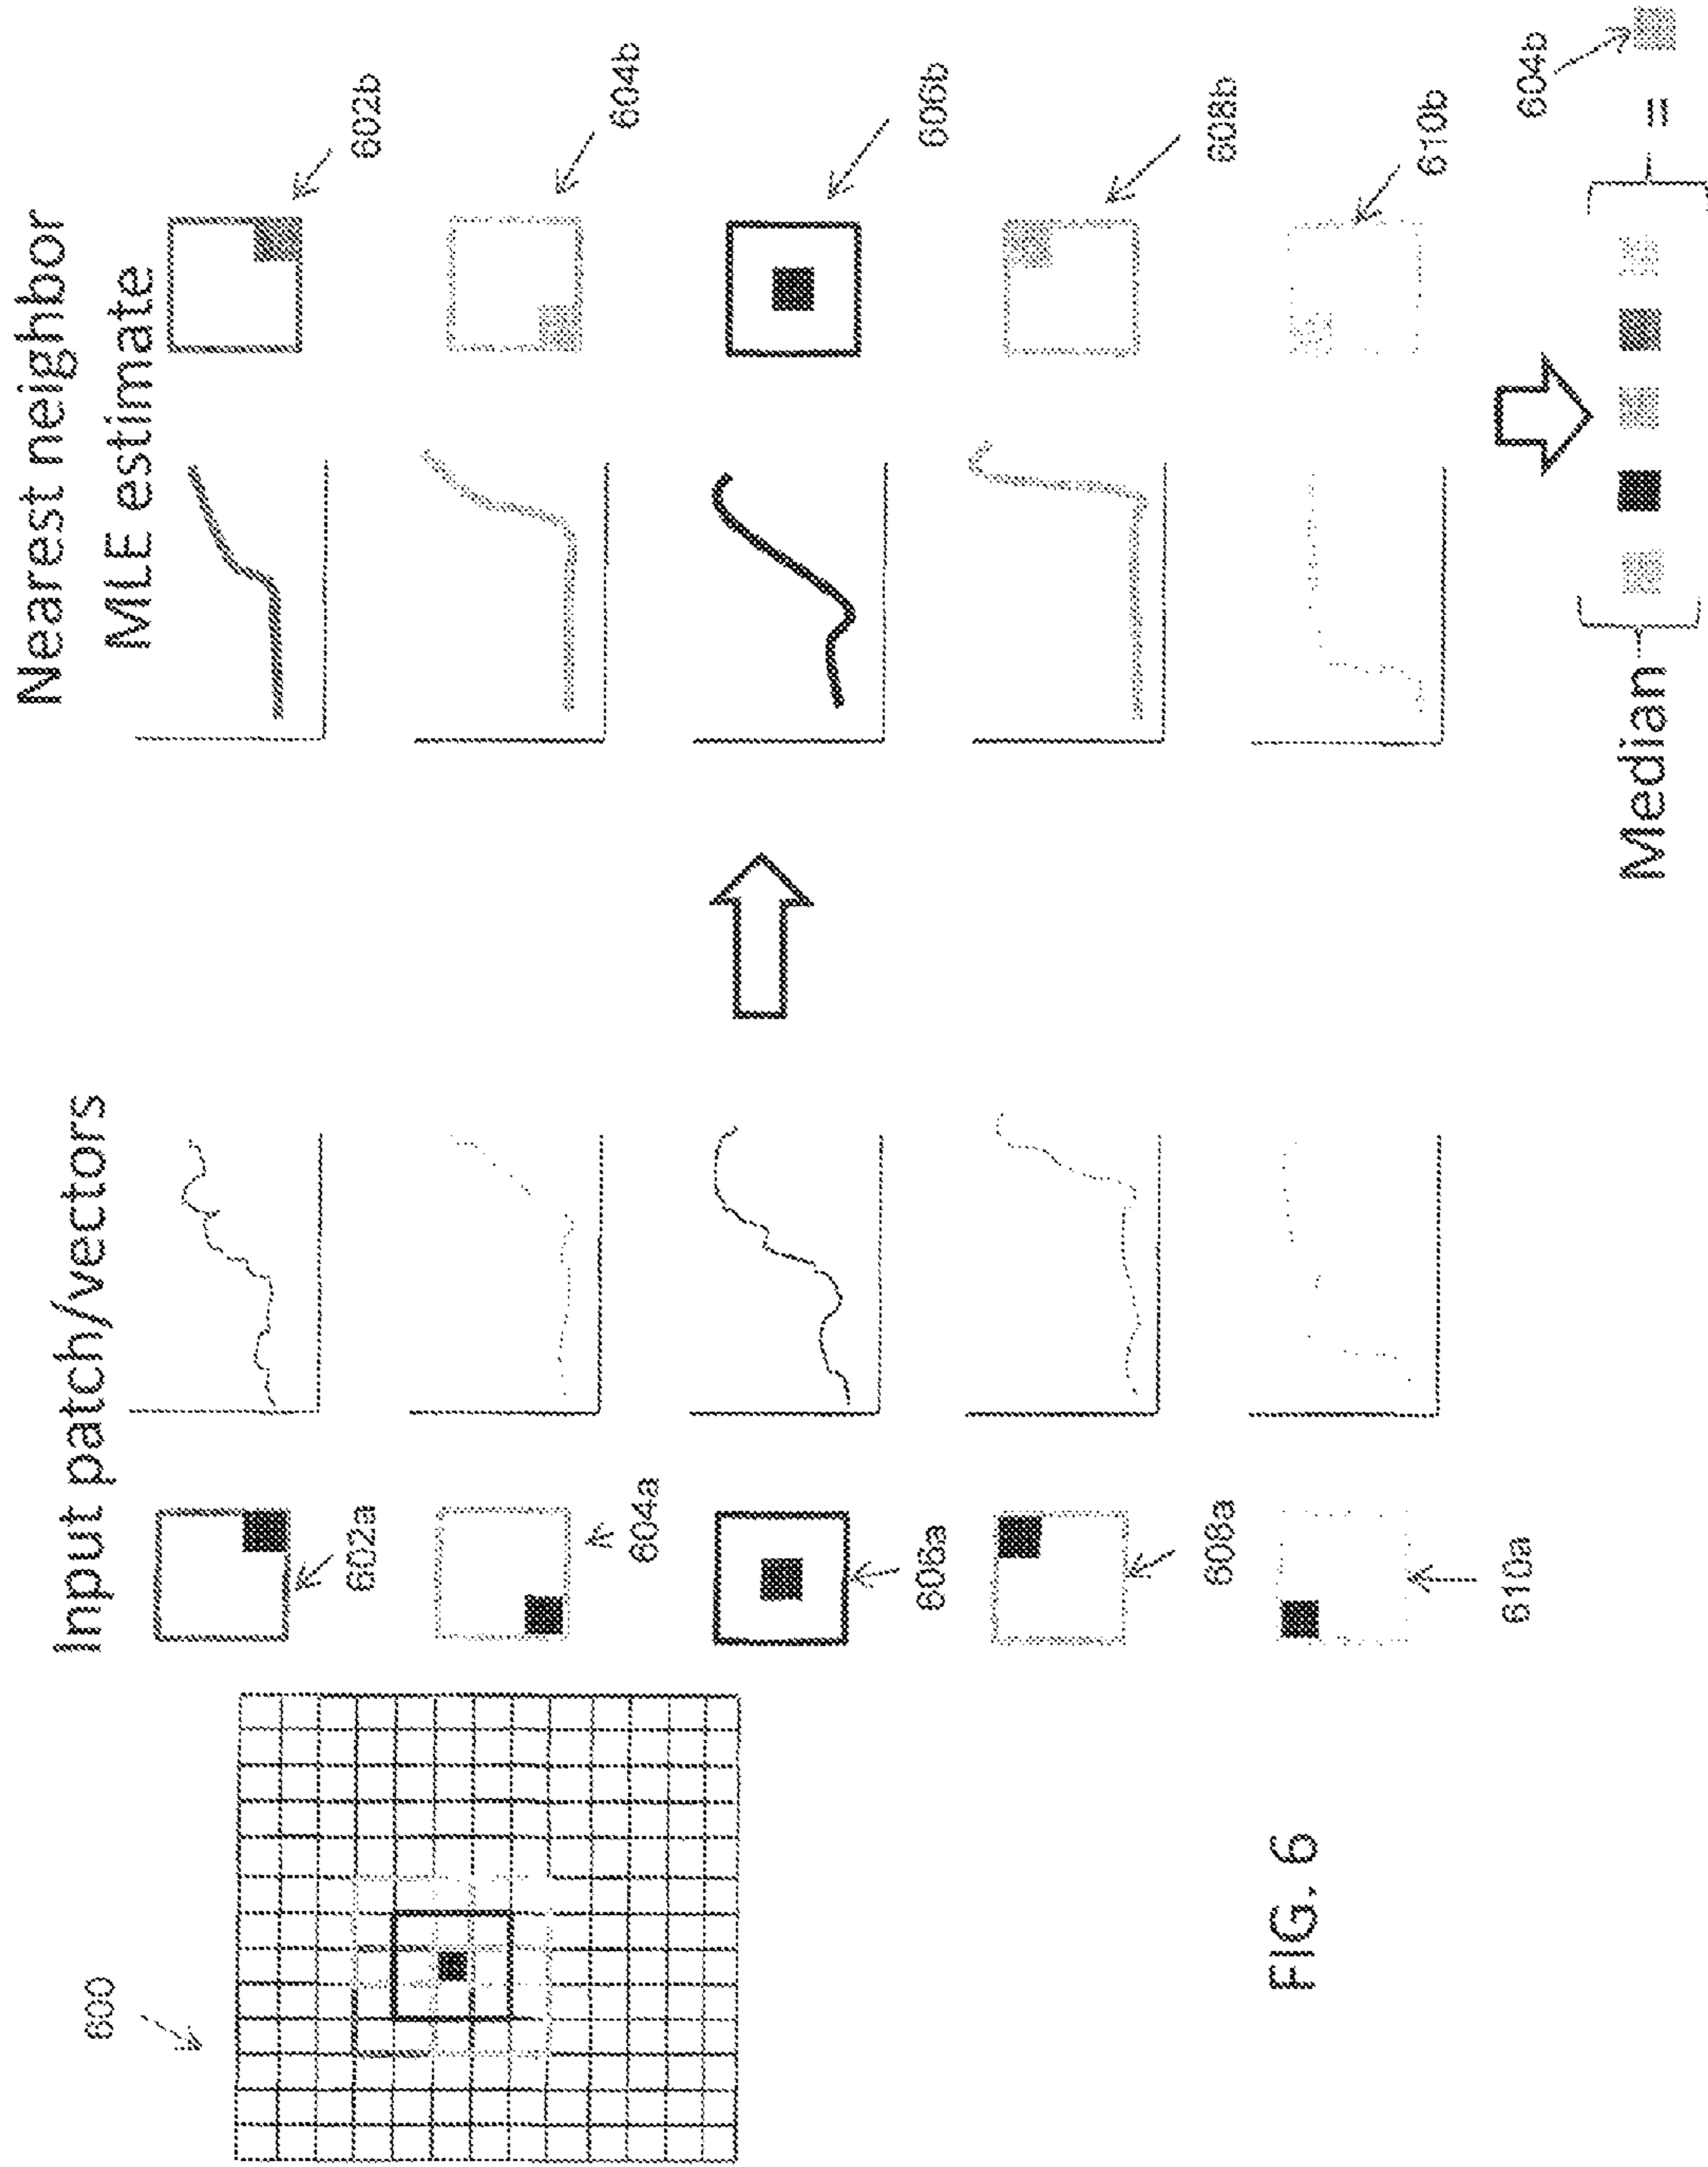 600
Input patch/vectors
602a
604a
606a
608a
610a
Nearest neighbor
MLE estimate
602b
604b
606b
608b
610b
Median
=
604b
FIG. 6